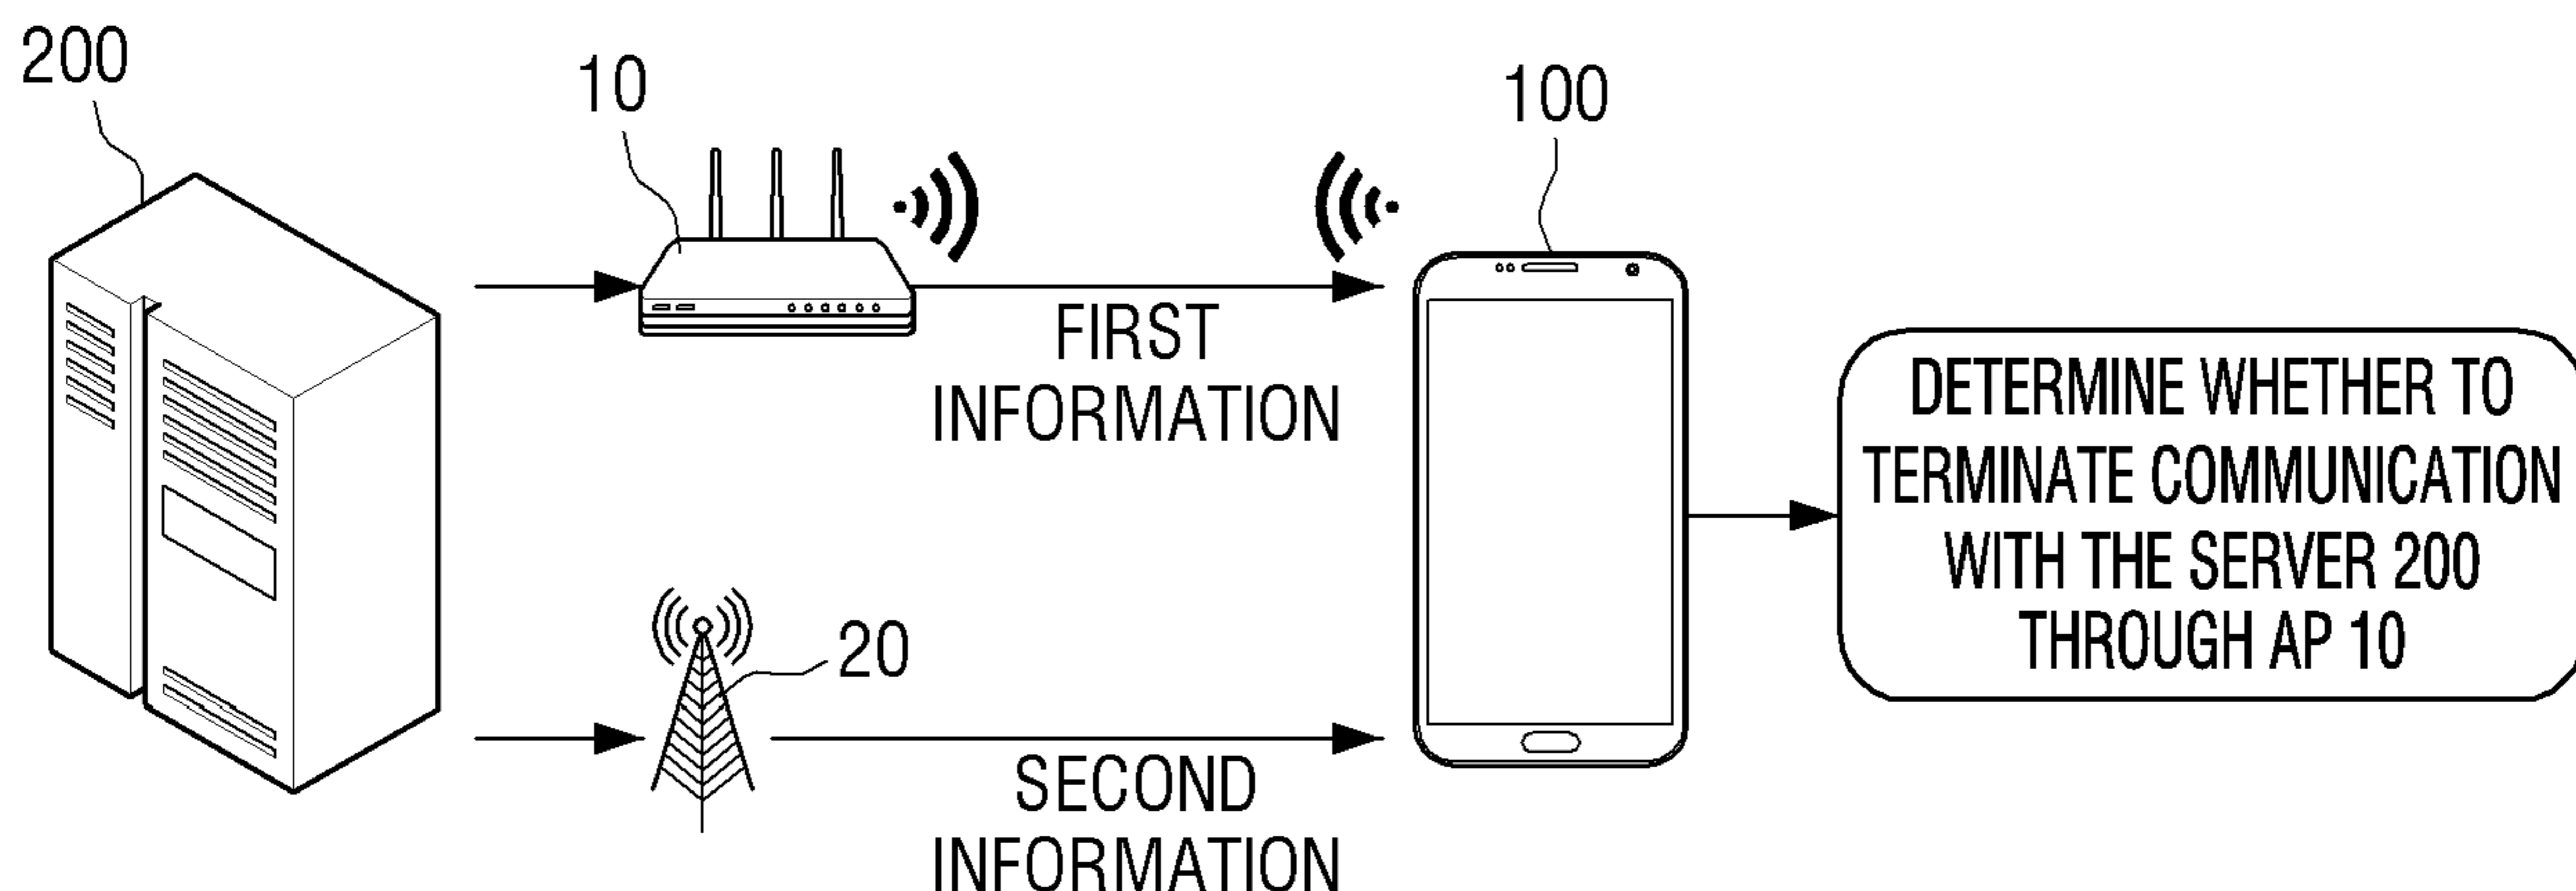 200
10
100
FIRST
INFORMATION
20
SECOND
INFORMATION
DETERMINE WHETHER TO
TERMINATE COMMUNICATION
WITH THE SERVER 200
THROUGH AP 10